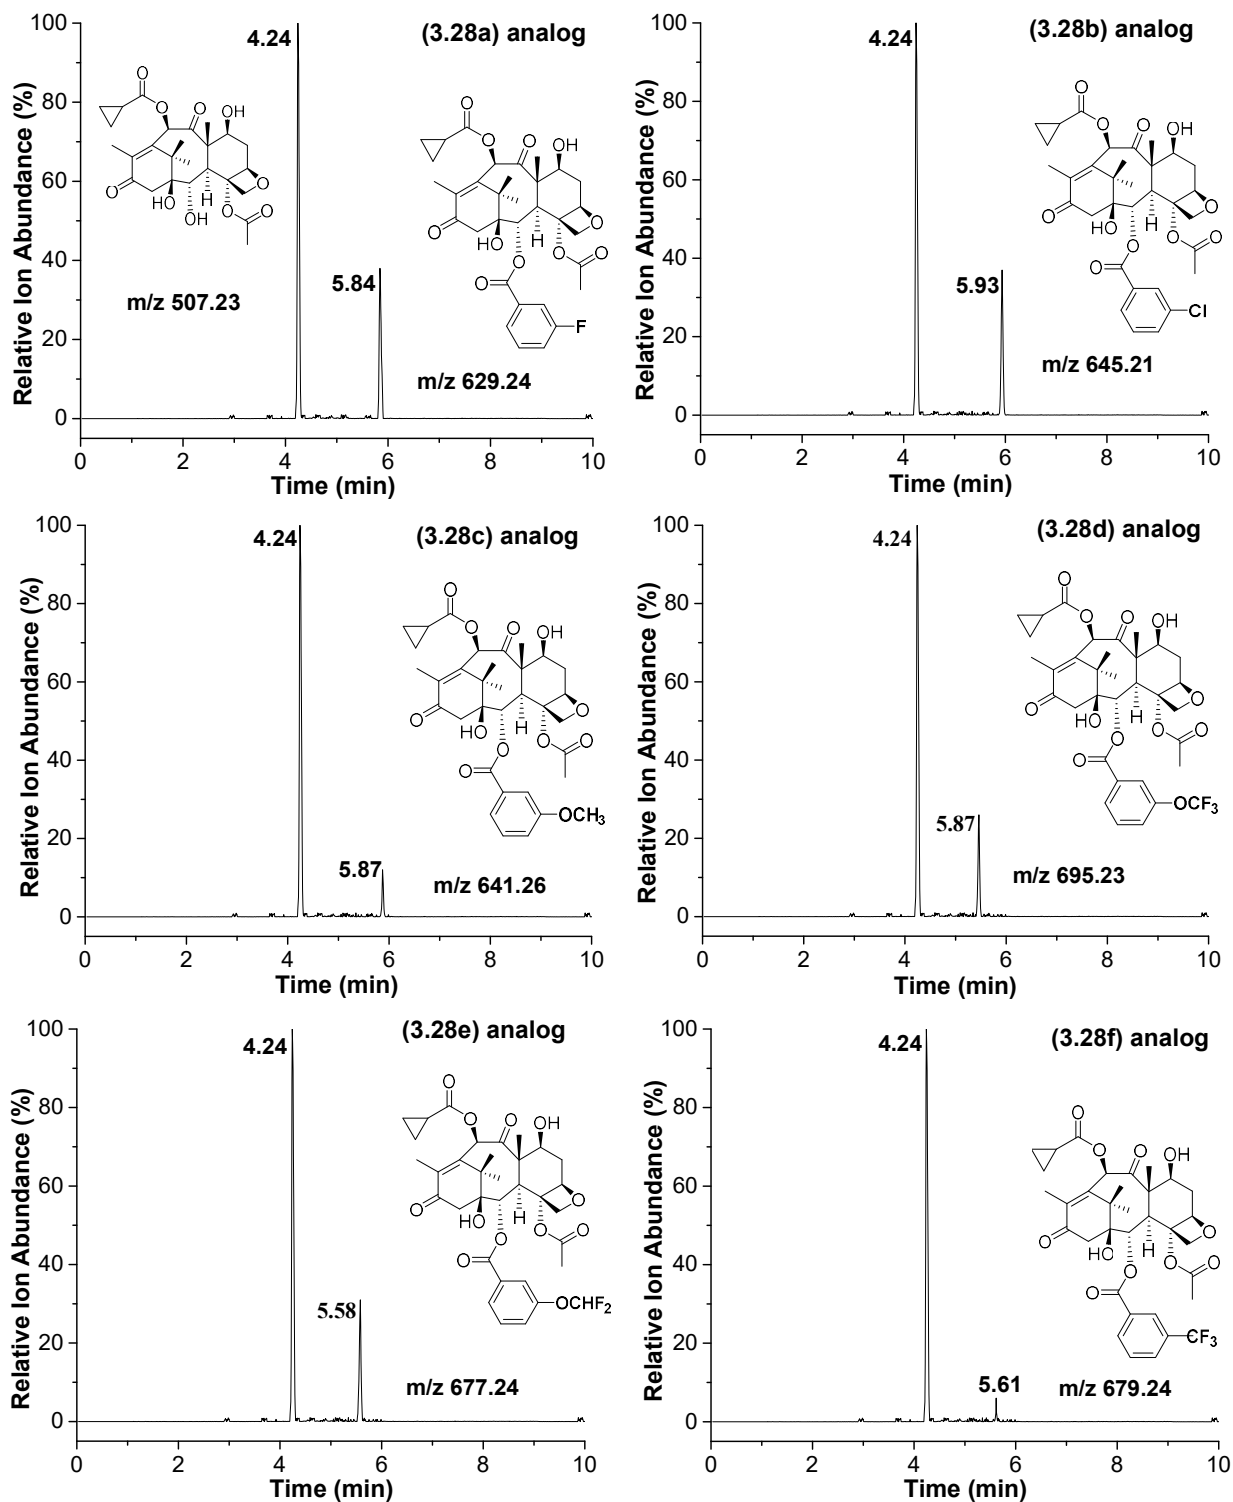 100
80
60
40
20
0
Relative Ion Abundance (%)
4.24
(3.28a) analog
5.84
m/z 507.23
m/z 629.24
O
O
O
OH
O
HO
OH
H
O
O
O
O
O
O
OH
O
HO
H
O
O
O
O
O
F
0 2 4 6 8 10
Time (min)
100
80
60
40
20
0
Relative Ion Abundance (%)
4.24
(3.28b) analog
5.93
m/z 645.21
O
O
O
OH
O
HO
H
O
O
O
O
O
Cl
0 2 4 6 8 10
Time (min)
100
80
60
40
20
0
Relative Ion Abundance (%)
4.24
(3.28c) analog
5.87
m/z 641.26
O
O
O
OH
O
HO
H
O
O
O
O
O
OCH3
0 2 4 6 8 10
Time (min)
100
80
60
40
20
0
Relative Ion Abundance (%)
4.24
(3.28d) analog
5.87
m/z 695.23
O
O
O
OH
O
HO
H
O
O
O
O
O
OCF3
0 2 4 6 8 10
Time (min)
100
80
60
40
20
0
Relative Ion Abundance (%)
4.24
(3.28e) analog
5.58
m/z 677.24
O
O
O
OH
O
HO
H
O
O
O
O
O
OCHF2
0 2 4 6 8 10
Time (min)
100
80
60
40
20
0
Relative Ion Abundance (%)
4.24
(3.28f) analog
5.61
m/z 679.24
O
O
O
OH
O
HO
H
O
O
O
O
O
CF3
0 2 4 6 8 10
Time (min)